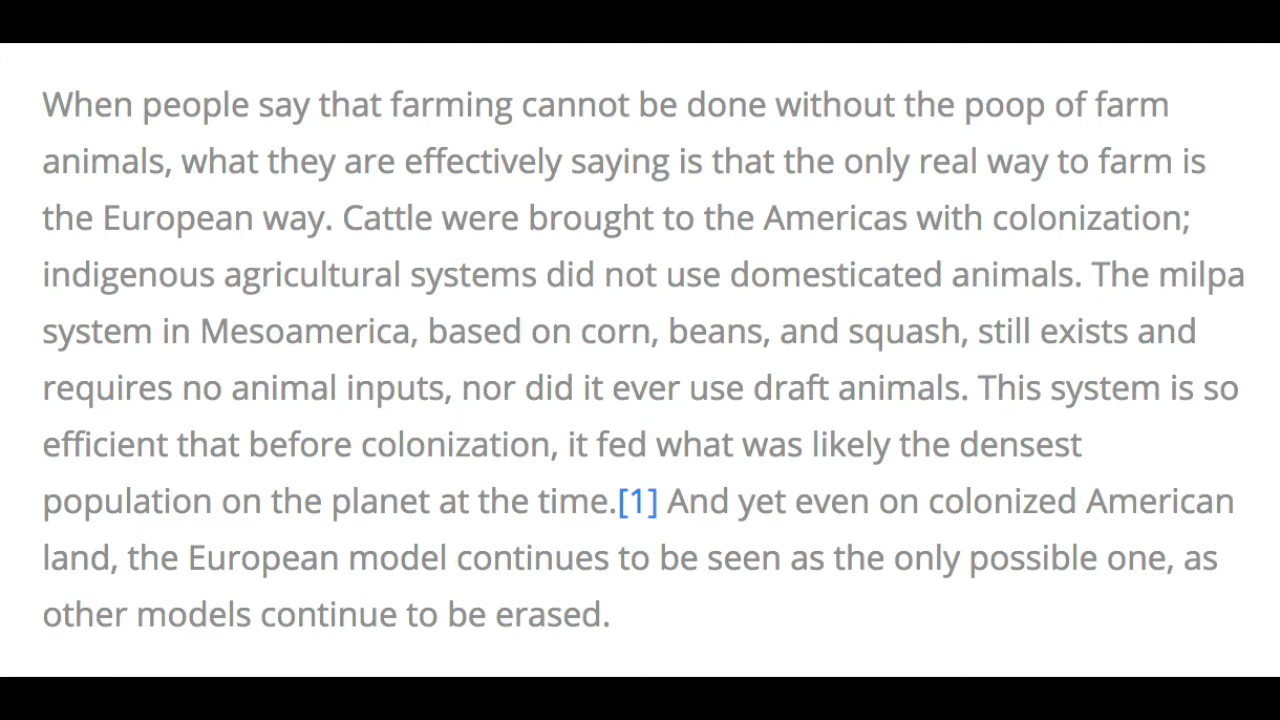 When people say that farming cannot be done without the poop of farm
animals, what they are effectively saying is that the only real way to farm is
the European way. Cattle were brought to the Americas with colonization;
indigenous agricultural systems did not use domesticated animals. The milpa
system in Mesoamerica, based on corn, beans, and squash, still exists and
requires no animal inputs, nor did it ever use draft animals. This system is so
efficient that before colonization, it fed what was likely the densest
population on the planet at the time.[1] And yet even on colonized American
land, the European model continues to be seen as the only possible one, as
other models continue to be erased.